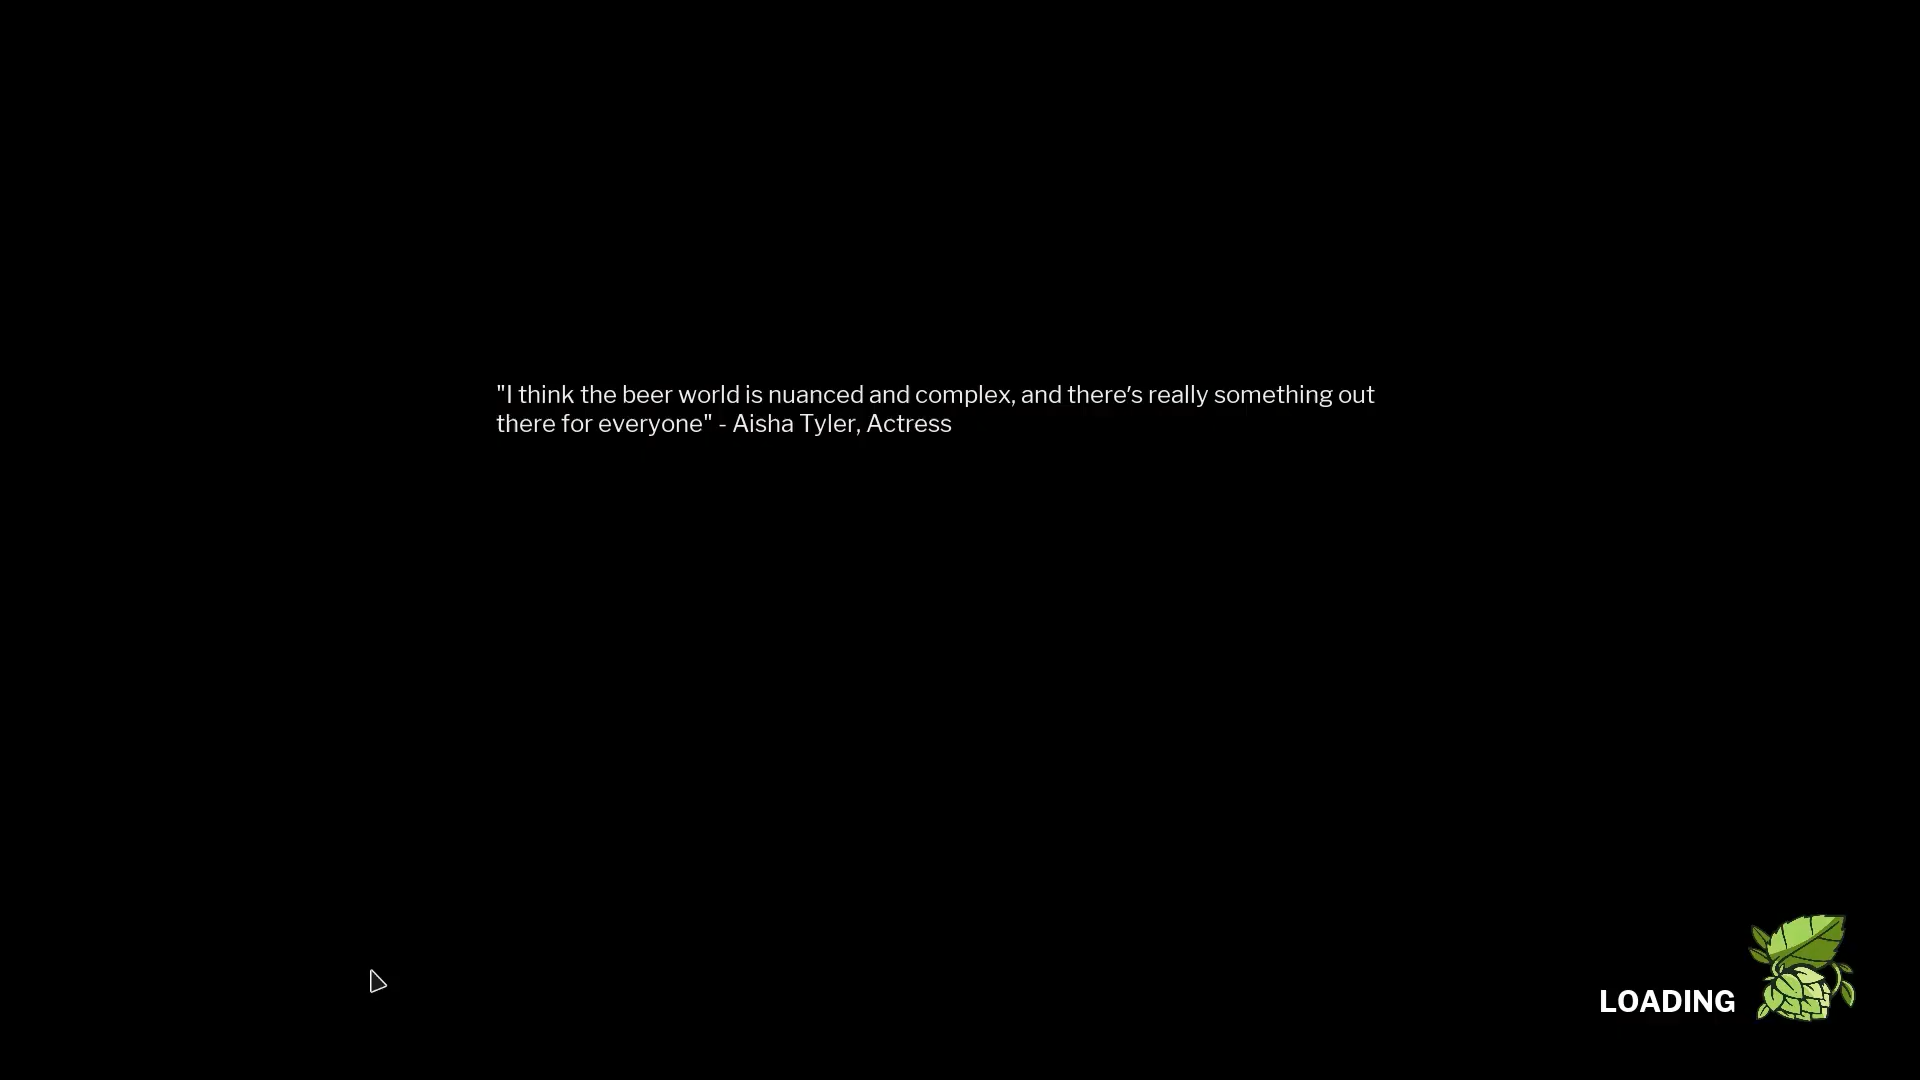 "I think the beer world is nuanced and complex, and there's really something out
there for everyone" - Aisha Tyler, Actress
LOADING